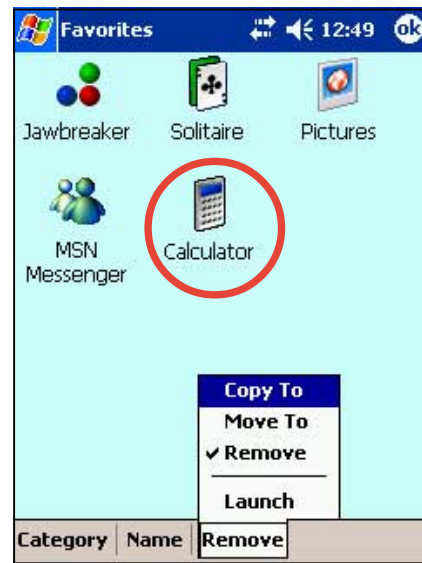 Favorites 12:49 ok
Jawbreaker Solitaire Pictures
MSN Messenger Calculator
Copy To
Move To
Remove
Launch
Category Name Remove